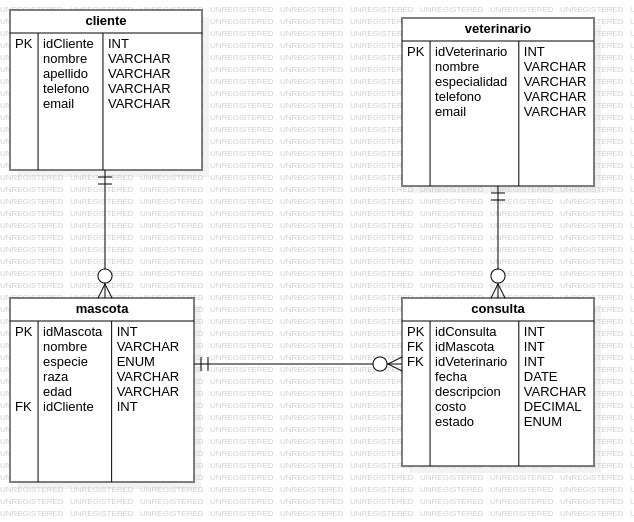 cliente
PK idCliente INT
nombre VARCHAR
apellido VARCHAR
telefono VARCHAR
email VARCHAR
veterinario
PK idVeterinario INT
nombre VARCHAR
especialidad VARCHAR
telefono VARCHAR
email VARCHAR
mascota
PK idMascota INT
nombre VARCHAR
especie ENUM
raza VARCHAR
edad VARCHAR
FK idCliente INT
consulta
PK idConsulta INT
FK idMascota INT
FK idVeterinario INT
fecha DATE
descripcion VARCHAR
costo DECIMAL
estado ENUM
UNREGISTERED